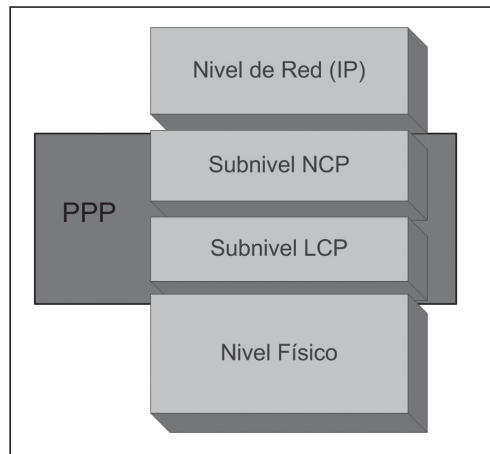 Nivel de Red (IP)
Subnivel NCP
PPP
Subnivel LCP
Nivel Físico